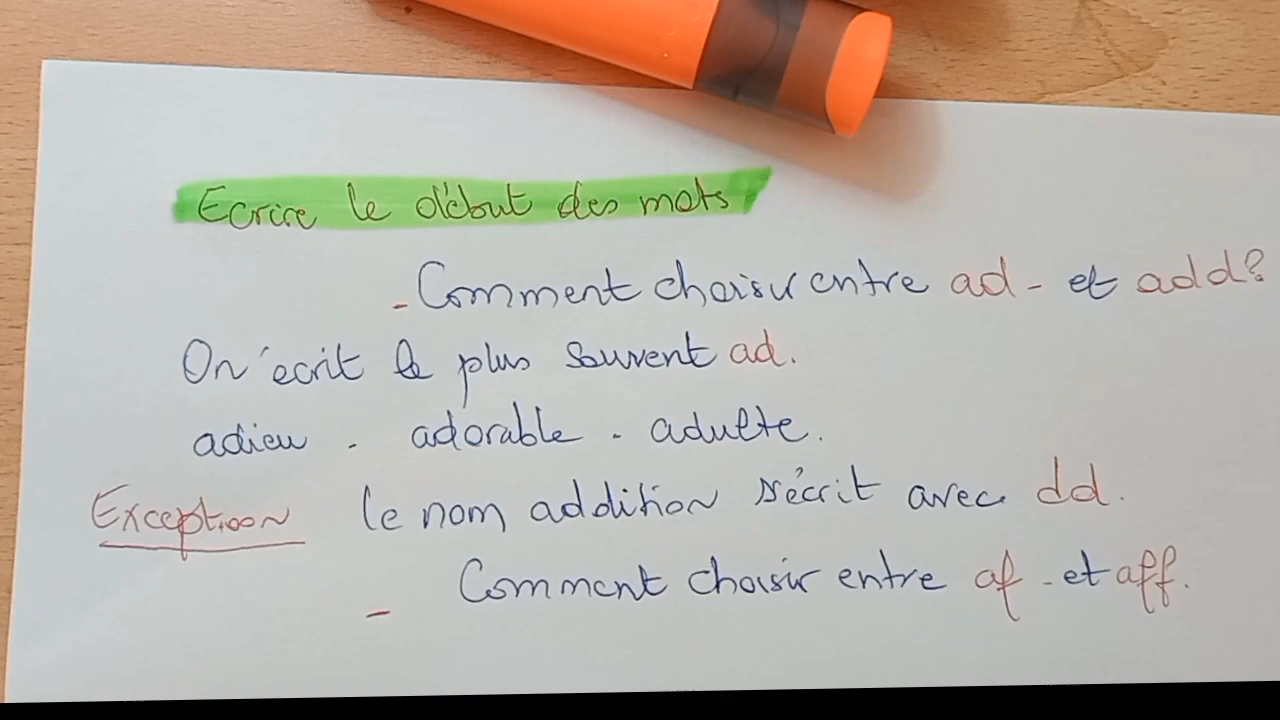 Ecrire le début des mots
- Comment choisir entre ad - et add?
On écrit le plus souvent ad.
adieu - adorable - adulte.
Exception le nom addition s'écrit avec dd.
- Comment choisir entre af - et aff.